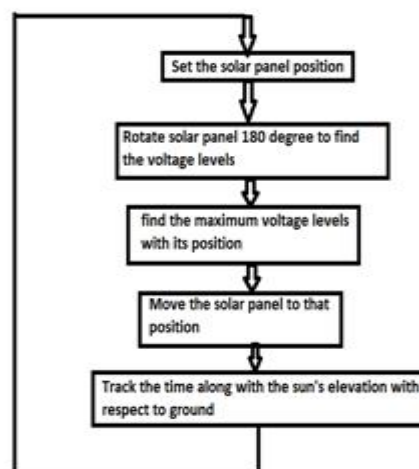 Set the solar panel position
Rotate solar panel 180 degree to find
the voltage levels
find the maximum voltage levels
with its position
Move the solar panel to that
position
Track the time along with the sun's elevation with
respect to ground